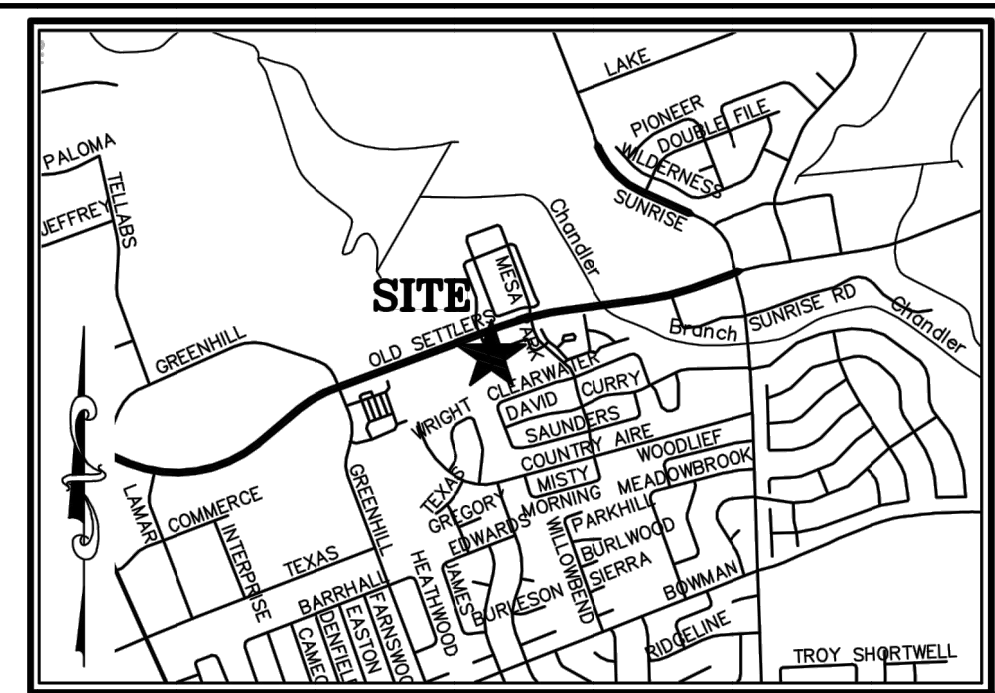 LAKE
PIONEER
DOUBLE FILE
WILDERNESS
PALOMA
TELLABS
JEFFREY
SUNRISE
Chandler
MESA
PARK
SITE
OLD SETTLERS
GREENHILL
Branch
SUNRISE RD
Chandler
CLEARWATER
WRIGHT
DAVID CURRY
SAUNDERS
COUNTRY AIRE
WOODLIEF
MISTY
MEADOWBROOK
MORNING
TEXAS
GREGORY
EDWARDS
GREENHILL
LAMAR
COMMERCE
INTERPRISE
TEXAS
PARKHILL
BURLWOOD
SIERRA
WILLOWBEND
HEATHWOOD
JAMES
BURLESON
BOWMAN
BARRHALL
FARNSWO
EASTON
DENFIEL
CAME
RIDGELINE
TROY SHORTWELL